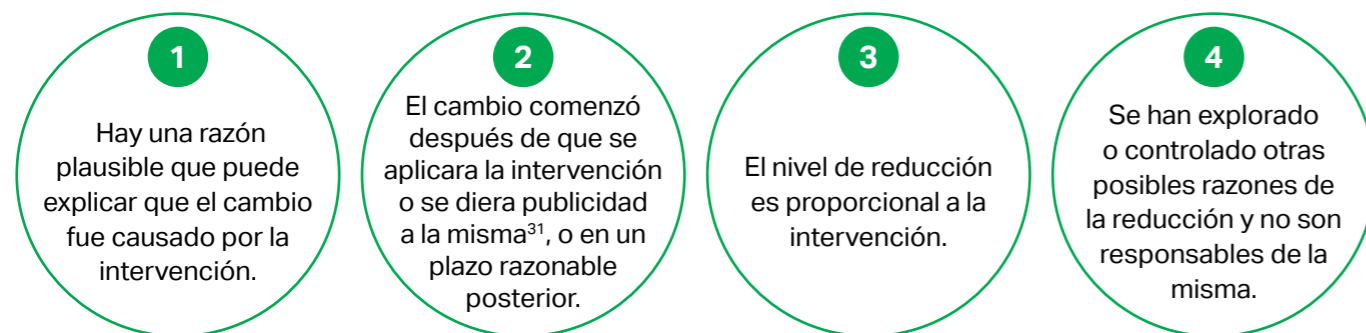 1
Hay una razón
plausible que puede
explicar que el cambio
fue causado por la
intervención.
2
El cambio comenzó
después de que se
aplicara la intervención
o se diera publicidad
a la misma³¹, o en un
plazo razonable
posterior.
3
El nivel de reducción
es proporcional a la
intervención.
4
Se han explorado
o controlado otras
posibles razones de
la reducción y no son
responsables de la
misma.